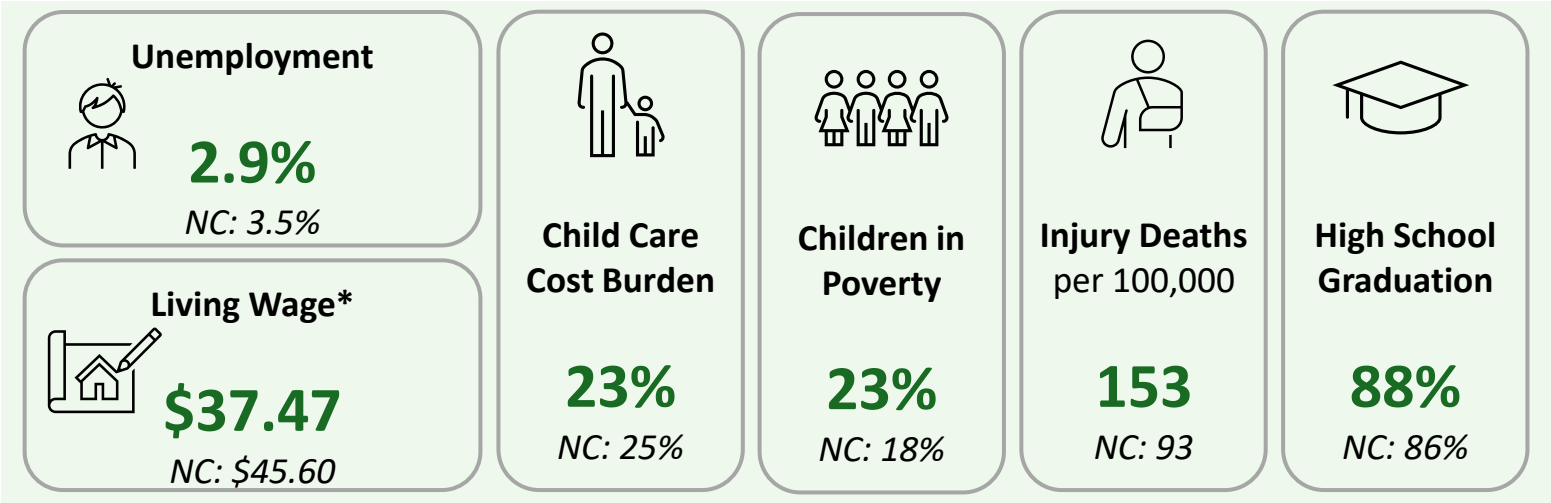 Unemployment
2.9%
NC: 3.5%
Living Wage*
$37.47
NC: $45.60
Child Care
Cost Burden
23%
NC: 25%
Children in
Poverty
23%
NC: 18%
Injury Deaths
per 100,000
153
NC: 93
High School
Graduation
88%
NC: 86%